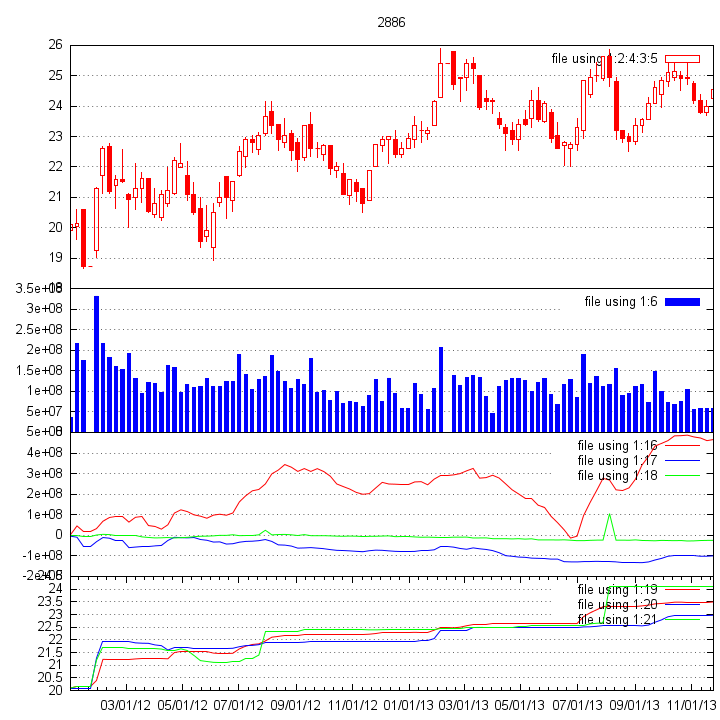 2886
26
file using 1:2:4:3:5
25
24
23
22
21
20
19
18
3.5e+08
file using 1:6
3e+08
2.5e+08
2e+08
1.5e+08
1e+08
5e+07
0
5e+08
file using 1:16
4e+08
file using 1:17
3e+08
file using 1:18
2e+08
1e+08
0
-1e+08
-2e+08
24
file using 1:19
23.5
file using 1:20
23
file using 1:21
22.5
22
21.5
21
20.5
20
03/01/12 05/01/12 07/01/12 09/01/12 11/01/12 01/01/13 03/01/13 05/01/13 07/01/13 09/01/13 11/01/13